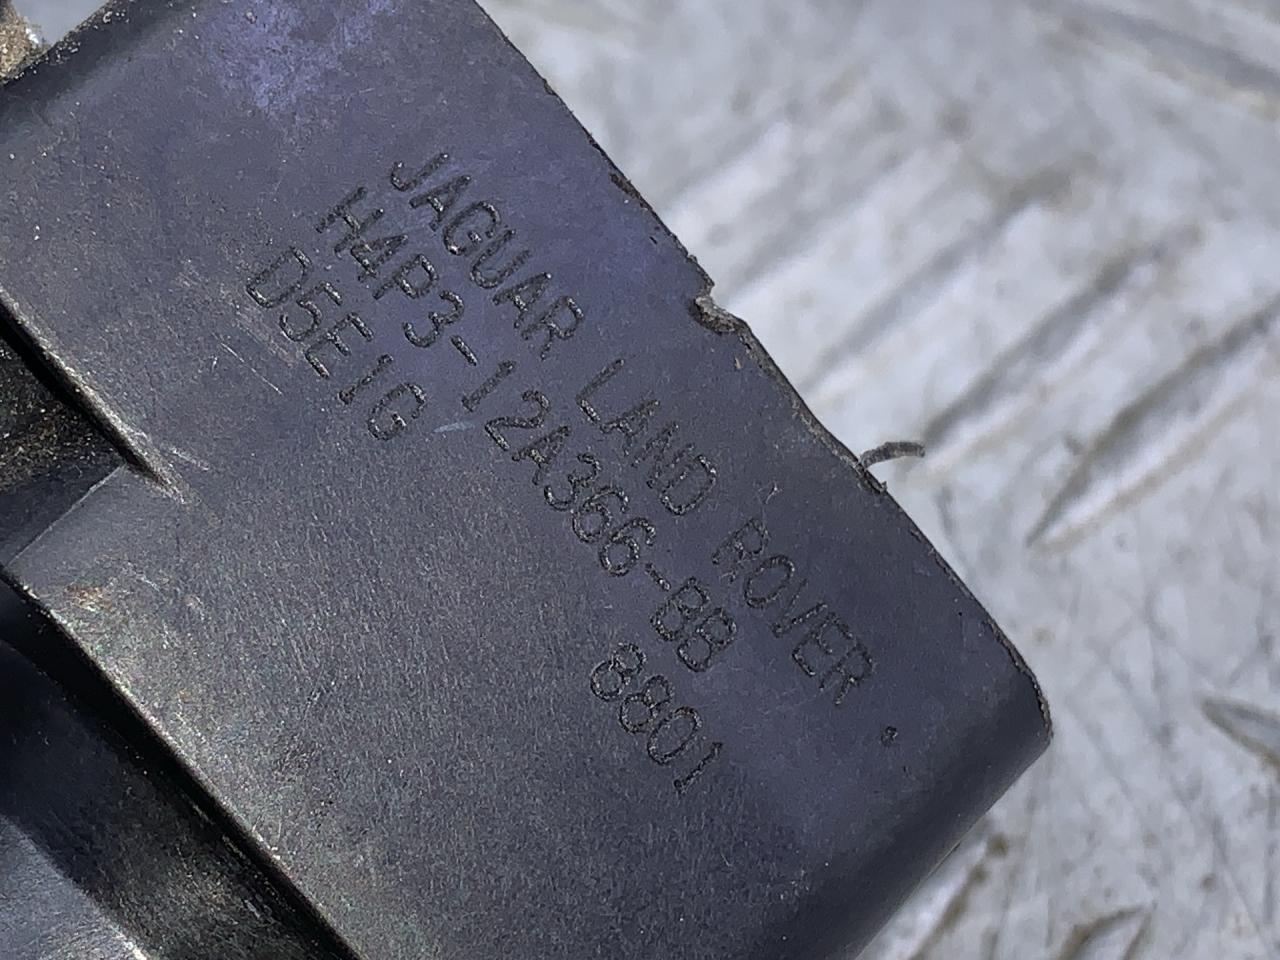 JAGUAR LAND ROVER
H4P3-12A366-BB
D5E1G 8801